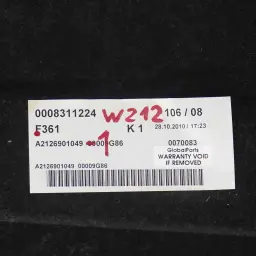 0008311224 W212 106 / 08
F361 K 1 28.10.2010 / 17:23
-1
A2126901049 00009G86 0070083
GlobalParts
WARRANTY VOID
IF REMOVED
A2126901049 00009G86